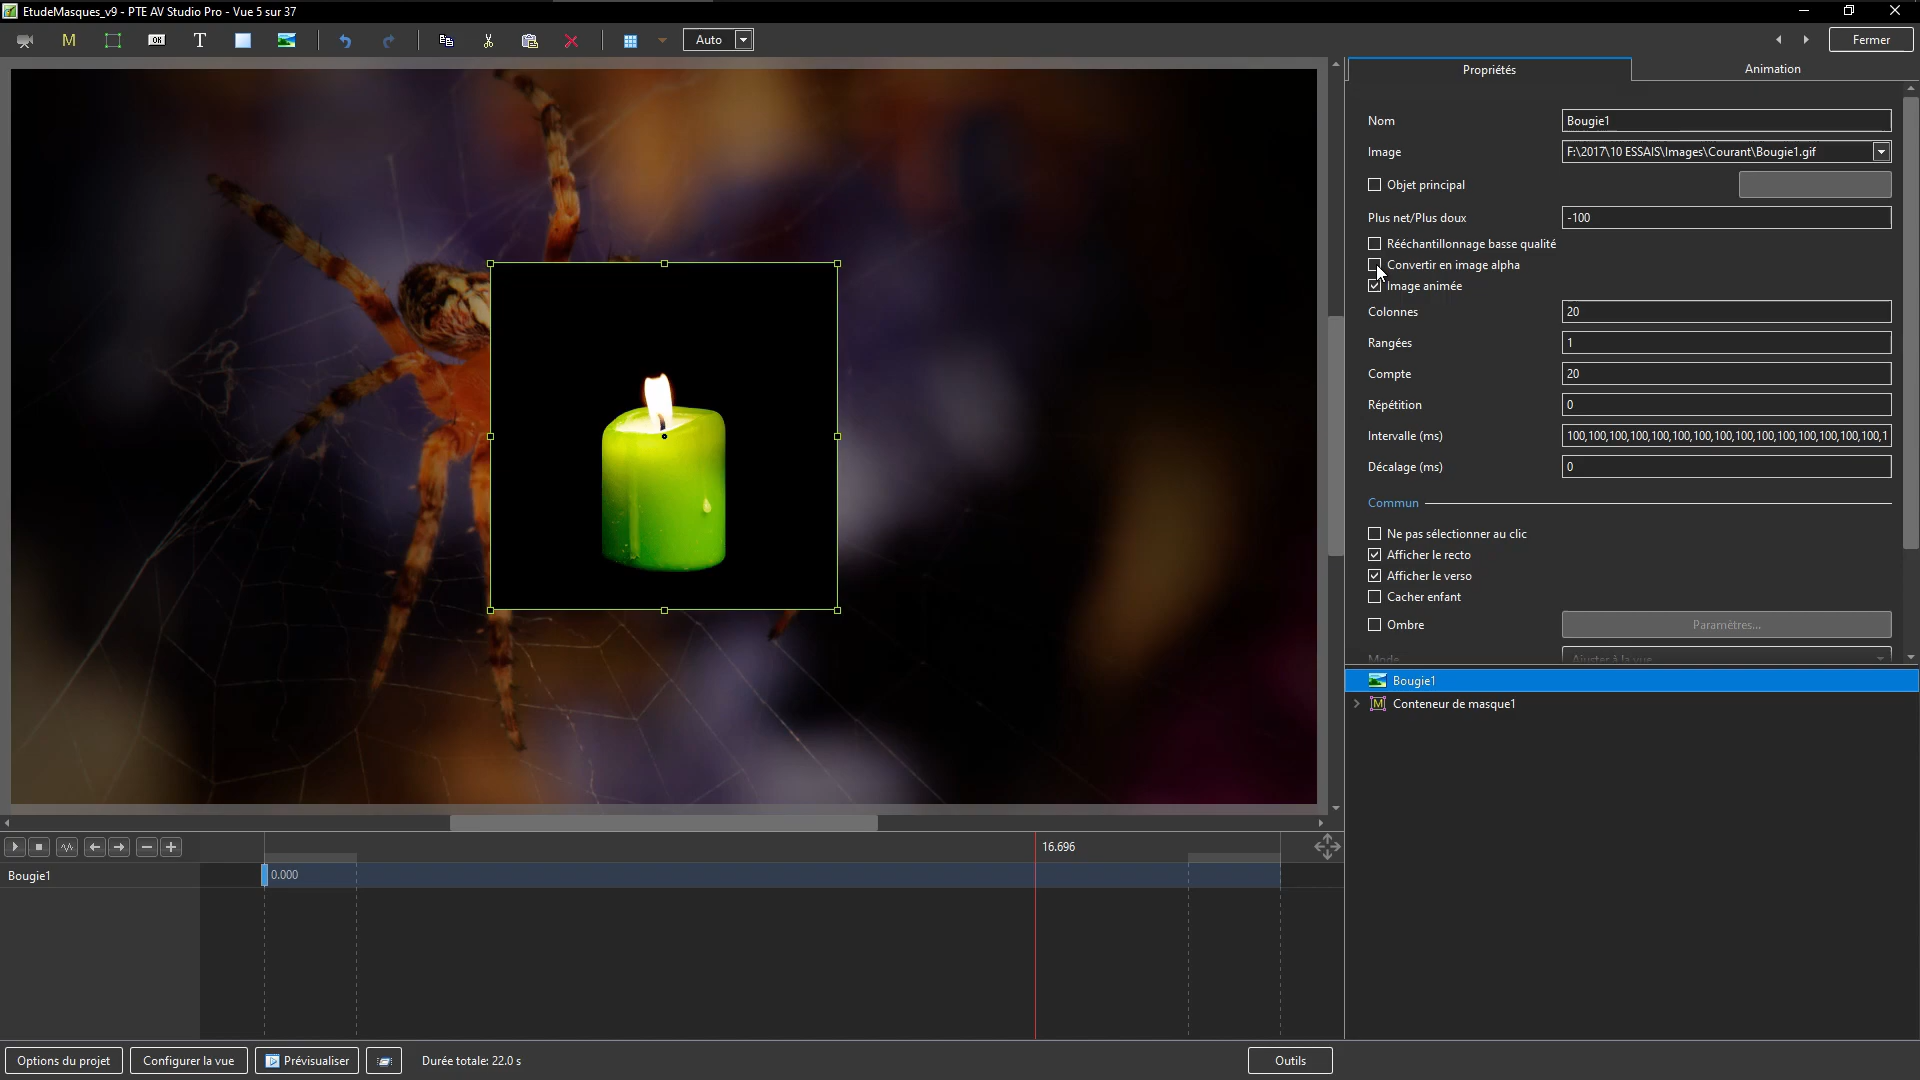 EtudeMasques_v9 - PTE AV Studio Pro - Vue 5 sur 37
M OK T Auto Fermer
Propriétés Animation
Nom Bougie1
Image F:\2017\10 ESSAIS\Images\Courant\Bougie1.gif
Objet principal
Plus net/Plus doux -100
Rééchantillonnage basse qualité
Convertir en image alpha
Image animée
Colonnes 20
Rangées 1
Compte 20
Répétition 0
Intervalle (ms) 100,100,100,100,100,100,100,100,100,100,100,100,100,100,100,1
Décalage (ms) 0
Commun
Ne pas sélectionner au clic
Afficher le recto
Afficher le verso
Cacher enfant
Ombre Paramètres...
Mode Ajuster à la vue
Bougie1
M Conteneur de masque1
16.696
Bougie1 0.000
Options du projet Configurer la vue Prévisualiser Durée totale: 22.0 s Outils